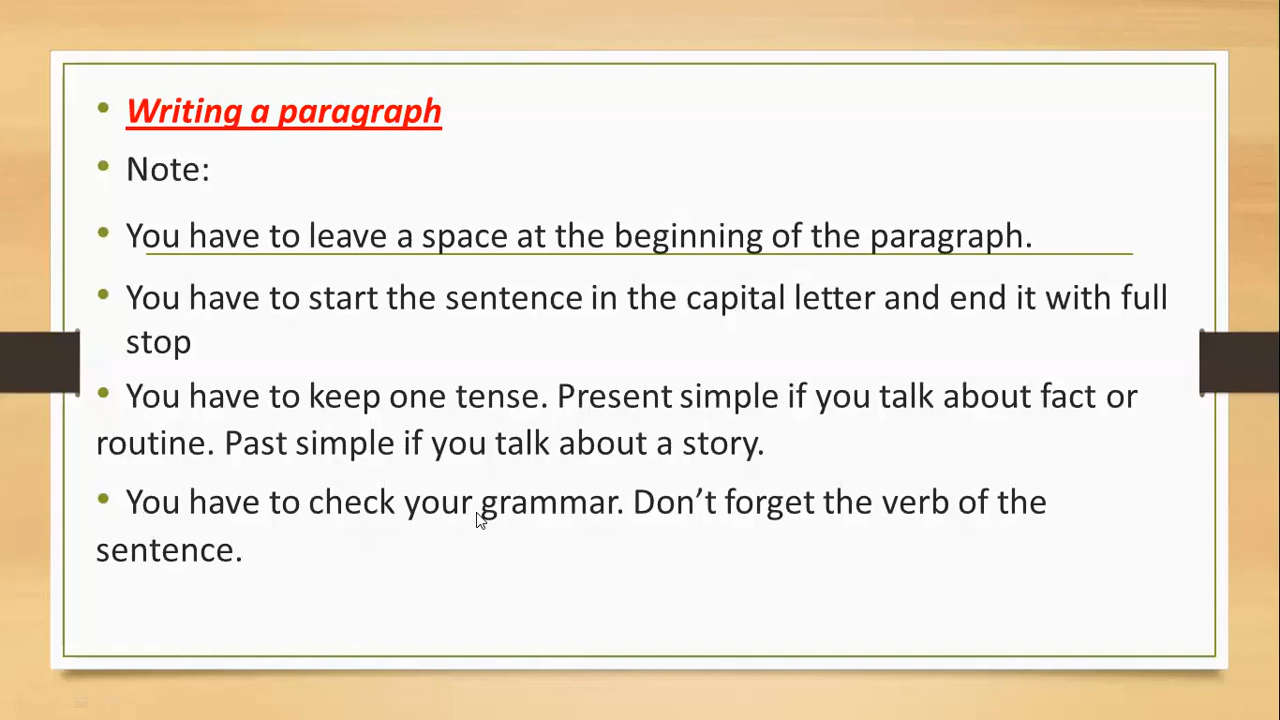 • Writing a paragraph
• Note:
• You have to leave a space at the beginning of the paragraph.
• You have to start the sentence in the capital letter and end it with full
stop
• You have to keep one tense. Present simple if you talk about fact or
routine. Past simple if you talk about a story.
• You have to check your grammar. Don’t forget the verb of the
sentence.